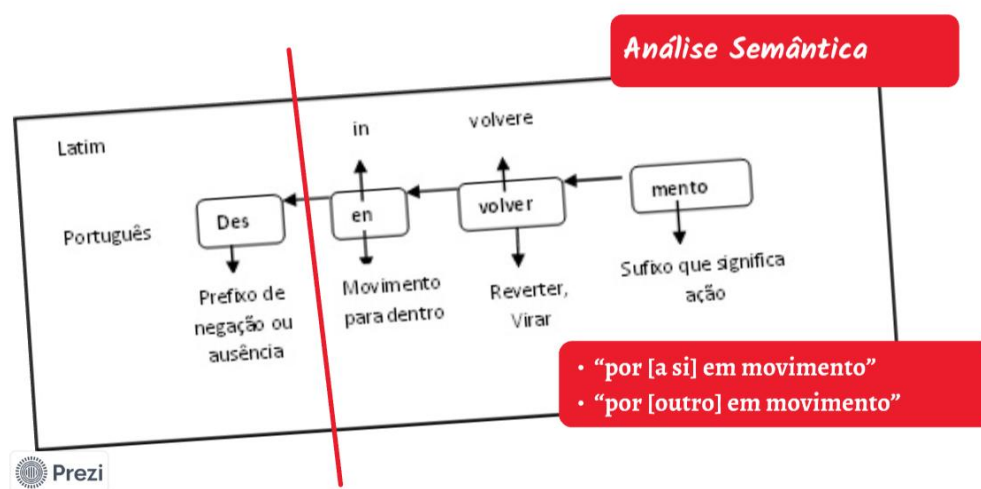 Análise Semântica
Latim
in
volvere
Português
Des
en
volver
mento
Prefixo de
negação ou
ausência
Movimento
para dentro
Reverter,
Virar
Sufixo que significa
ação
• “por [a si] em movimento”
• “por [outro] em movimento”
Prezi